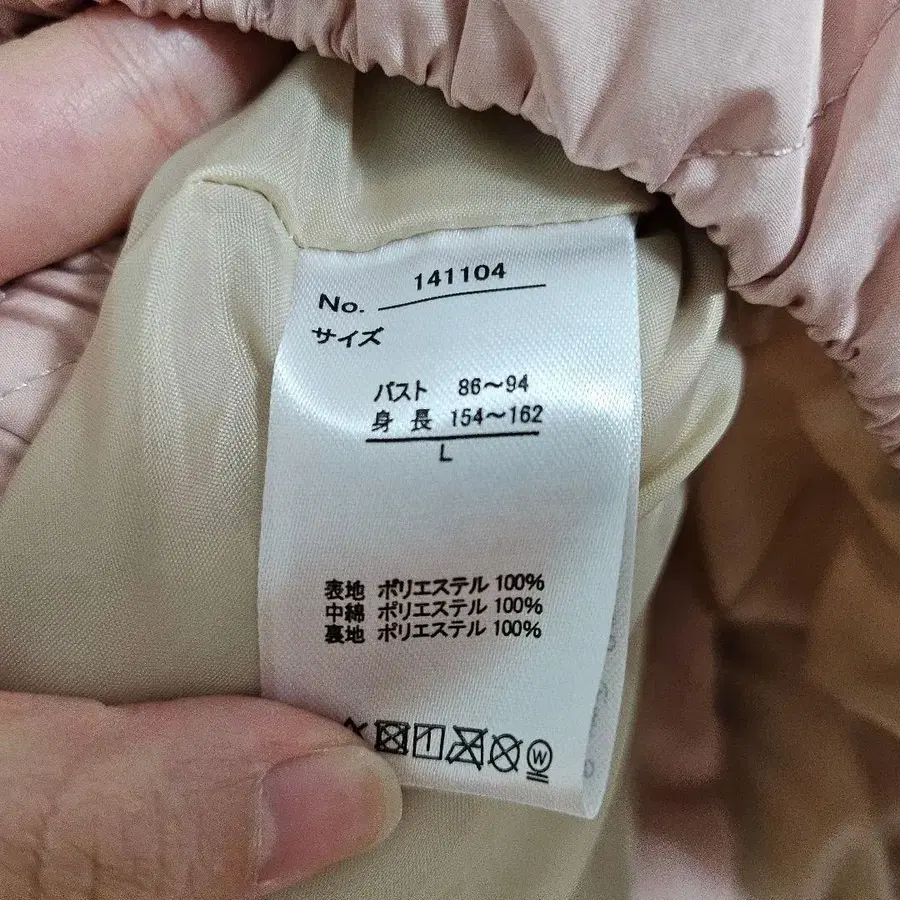 No. 141104
サイズ
バスト 86～94
身長 154～162
L
表地 ポリエステル 100%
中綿 ポリエステル 100%
裏地 ポリエステル 100%
W